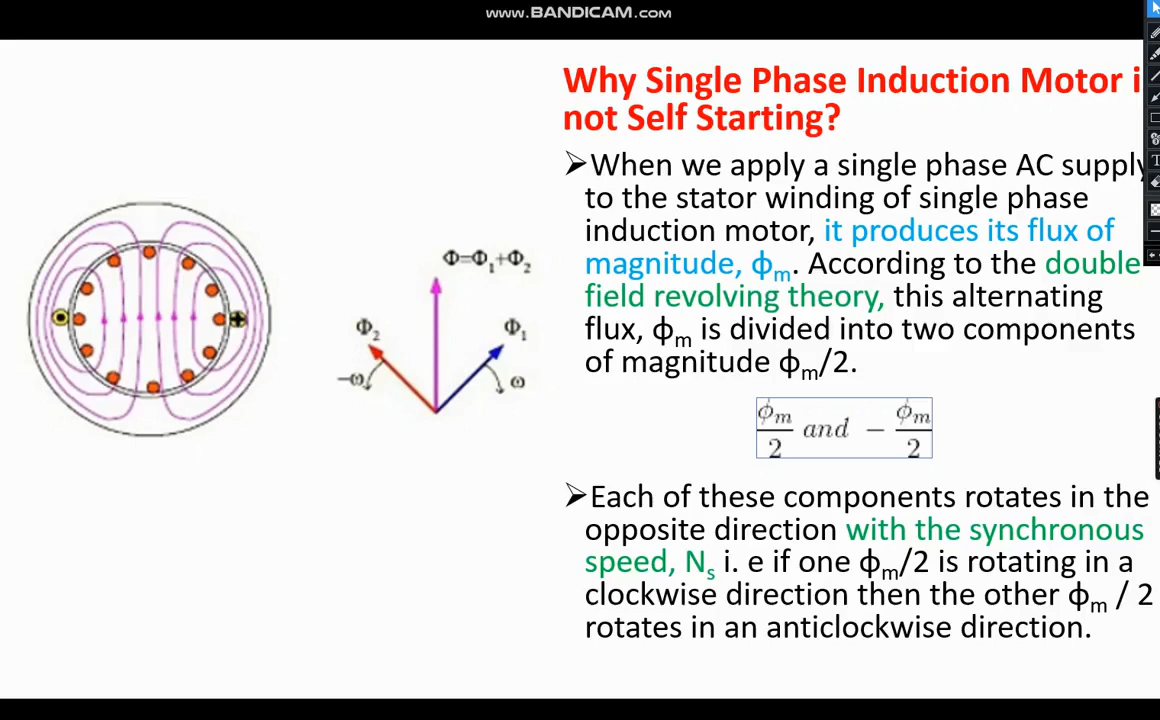 www.BANDICAM.com
Why Single Phase Induction Motor i
not Self Starting?
➢When we apply a single phase AC supply
to the stator winding of single phase
induction motor, it produces its flux of
magnitude, ϕm. According to the double
field revolving theory, this alternating
flux, ϕm is divided into two components
of magnitude ϕm/2.
ϕm/2 and − ϕm/2
➢Each of these components rotates in the
opposite direction with the synchronous
speed, Ns i. e if one ϕm/2 is rotating in a
clockwise direction then the other ϕm / 2
rotates in an anticlockwise direction.
Φ=Φ1+Φ2
Φ2
Φ1
−ω
ω